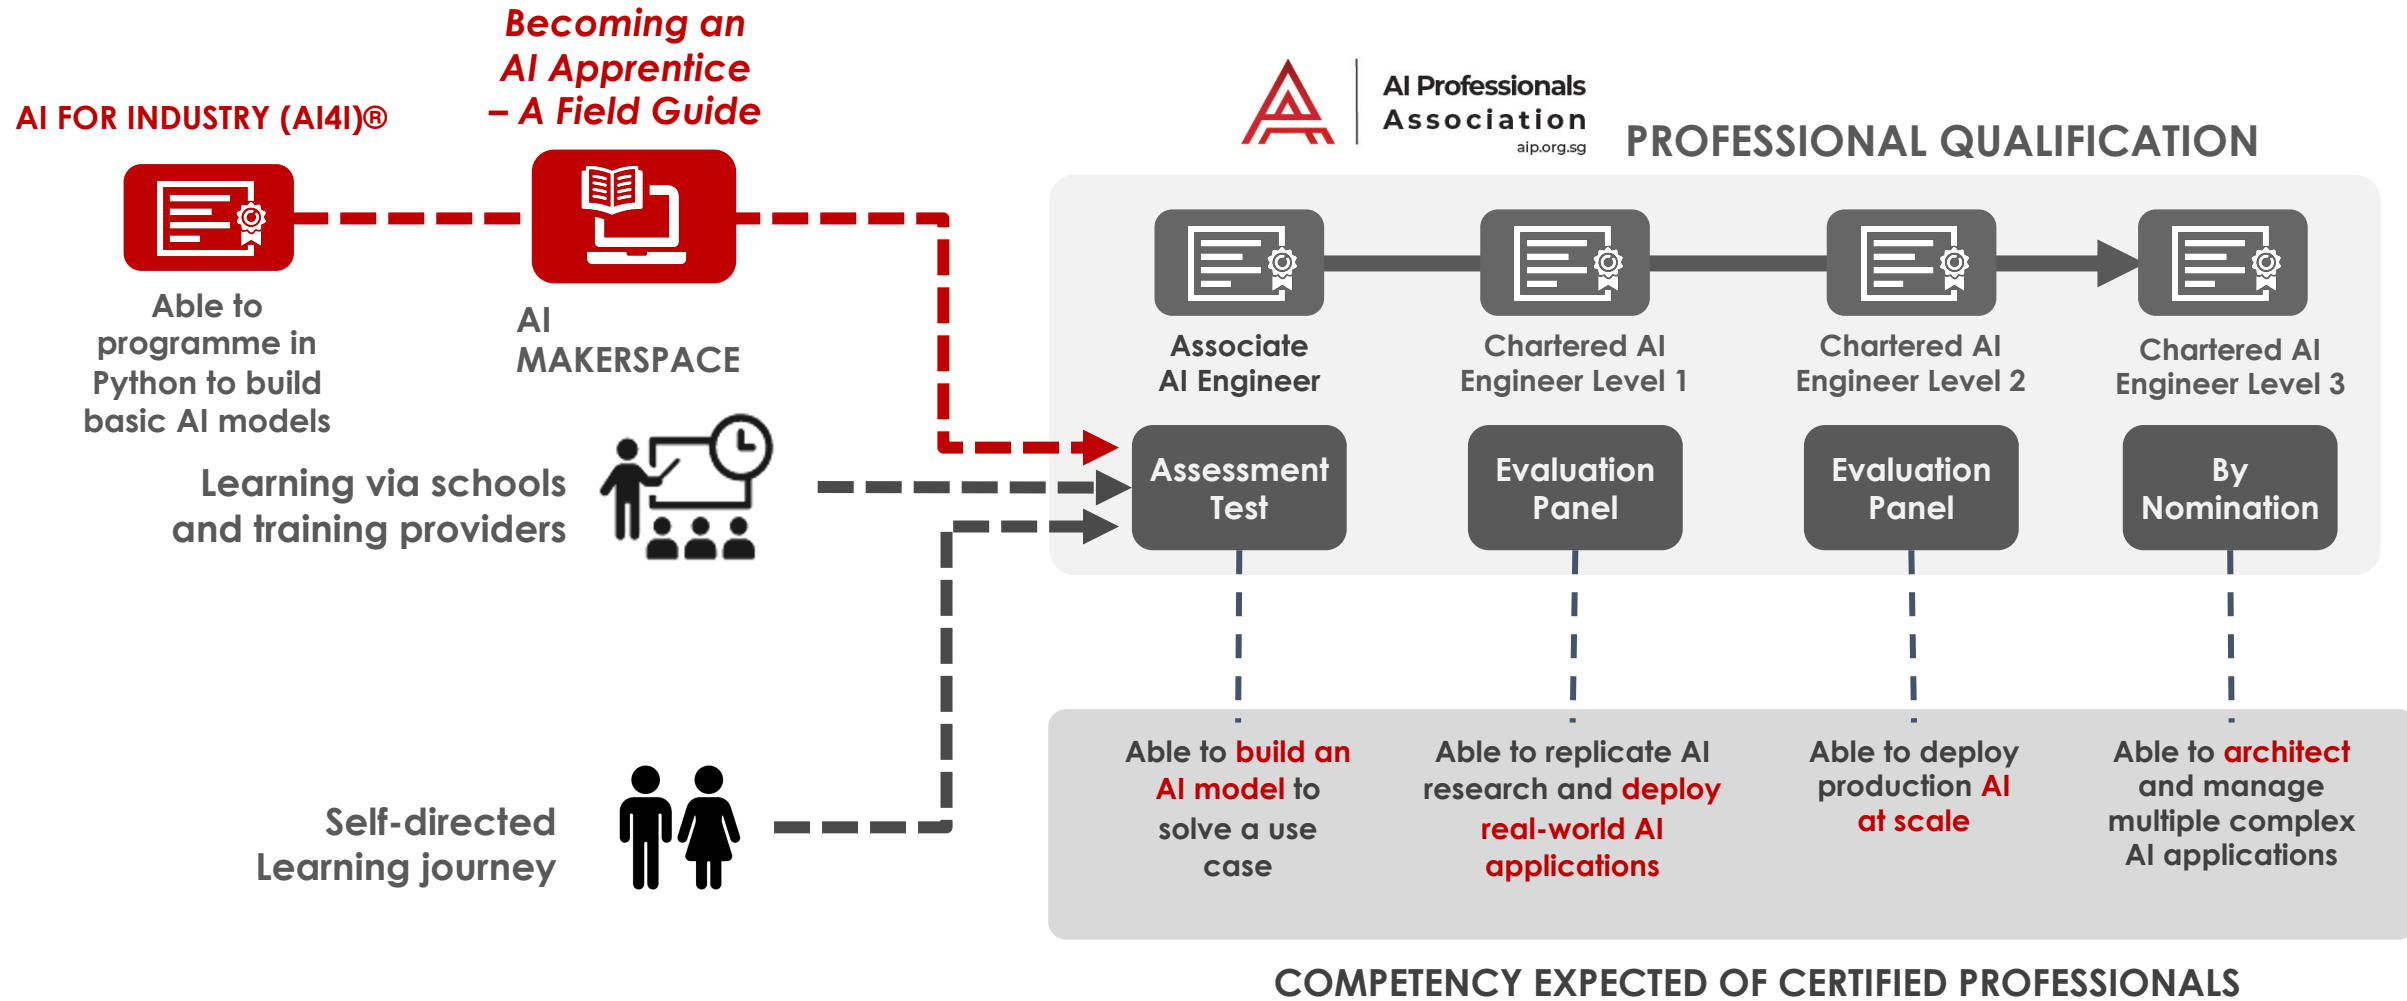 Becoming an
AI Apprentice
– A Field Guide
AI FOR INDUSTRY (AI4I)®
Able to
programme in
Python to build
basic AI models
AI
MAKERSPACE
Learning via schools
and training providers
Self-directed
Learning journey
AI Professionals
Association
aip.org.sg
PROFESSIONAL QUALIFICATION
Associate
AI Engineer
Chartered AI
Engineer Level 1
Chartered AI
Engineer Level 2
Chartered AI
Engineer Level 3
Assessment
Test
Evaluation
Panel
Evaluation
Panel
By
Nomination
Able to build an
AI model to
solve a use
case
Able to replicate AI
research and deploy
real-world AI
applications
Able to deploy
production AI
at scale
Able to architect
and manage
multiple complex
AI applications
COMPETENCY EXPECTED OF CERTIFIED PROFESSIONALS